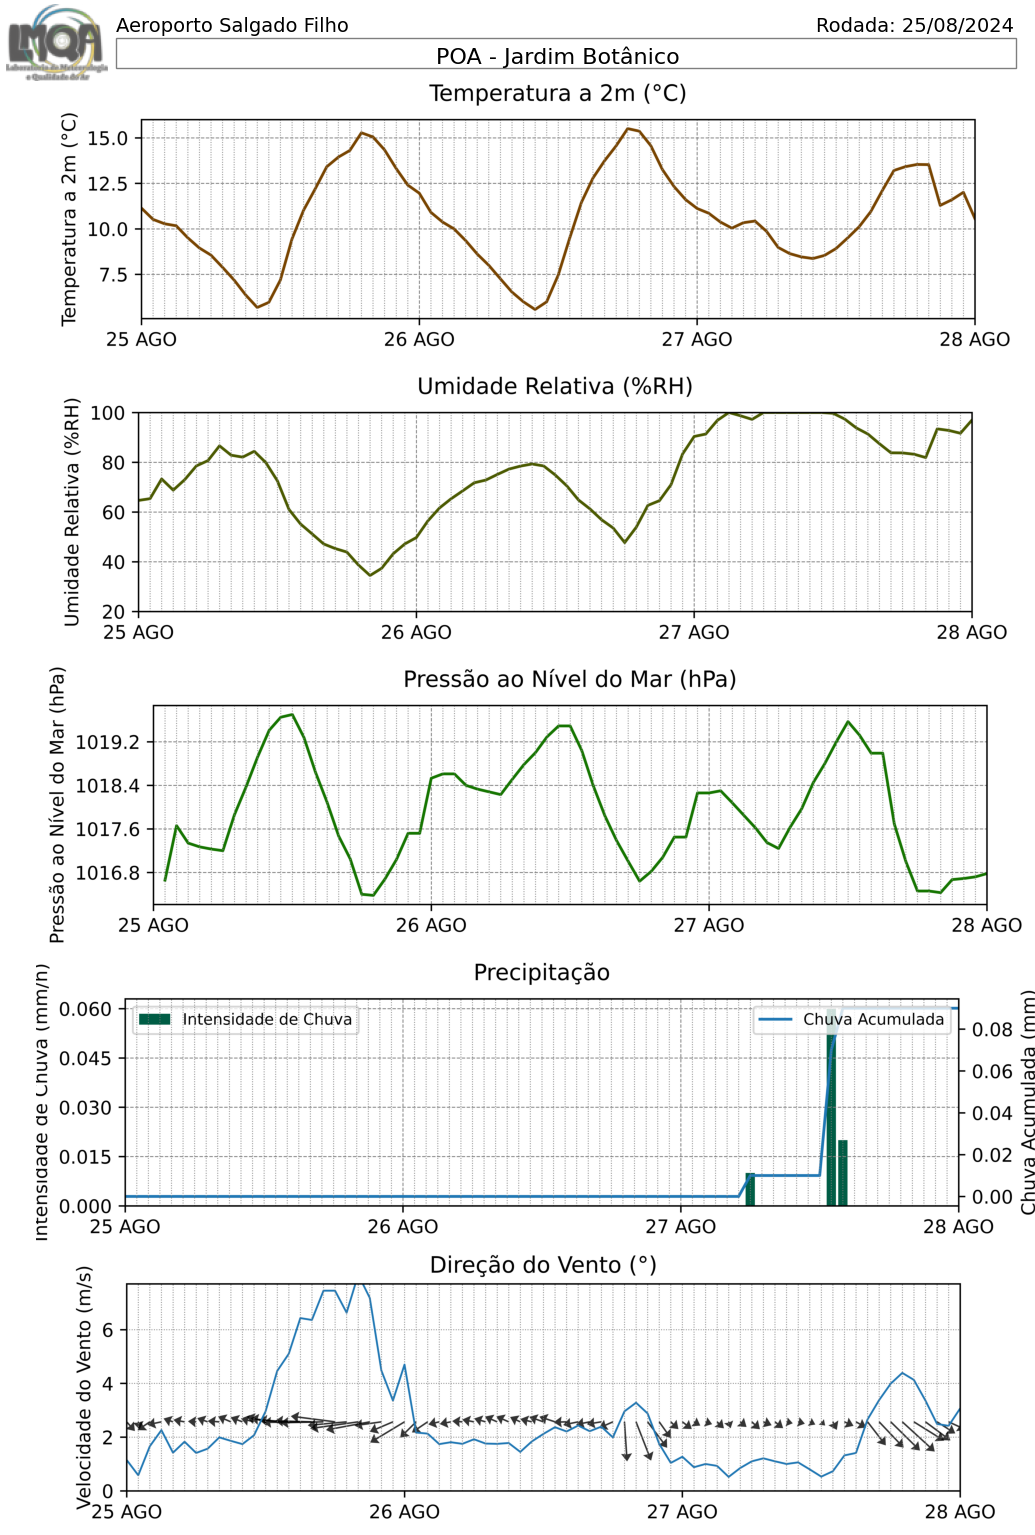 LMQA
Laboratório de Meteorologia
e Qualidade do Ar
Aeroporto Salgado Filho
Rodada: 25/08/2024
POA - Jardim Botânico
Temperatura a 2m (°C)
Temperatura a 2m (°C)
15.0
12.5
10.0
7.5
25 AGO 26 AGO 27 AGO 28 AGO
Umidade Relativa (%RH)
Umidade Relativa (%RH)
100
80
60
40
20
25 AGO 26 AGO 27 AGO 28 AGO
Pressão ao Nível do Mar (hPa)
Pressão ao Nível do Mar (hPa)
1019.2
1018.4
1017.6
1016.8
25 AGO 26 AGO 27 AGO 28 AGO
Precipitação
Intensidade de Chuva (mm/h)
0.060
0.045
0.030
0.015
0.000
Intensidade de Chuva
Chuva Acumulada
0.08
0.06
0.04
0.02
0.00
Chuva Acumulada (mm)
25 AGO 26 AGO 27 AGO 28 AGO
Direção do Vento (°)
Velocidade do Vento (m/s)
6
4
2
0
25 AGO 26 AGO 27 AGO 28 AGO